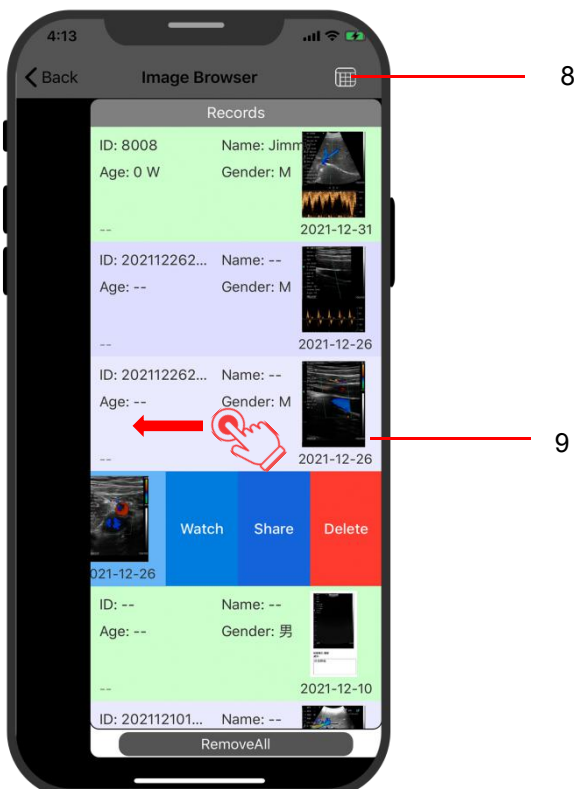 4:13
Back Image Browser 8
Records
ID: 8008 Name: Jimm
Age: 0 W Gender: M
-- 2021-12-31
ID: 202112262... Name: --
Age: -- Gender: M
-- 2021-12-26
ID: 202112262... Name: --
Age: -- Gender: M
9
-- 2021-12-26
Watch Share Delete
021-12-26
ID: -- Name: --
Age: -- Gender: 男
-- 2021-12-10
ID: 202112101... Name: --
RemoveAll